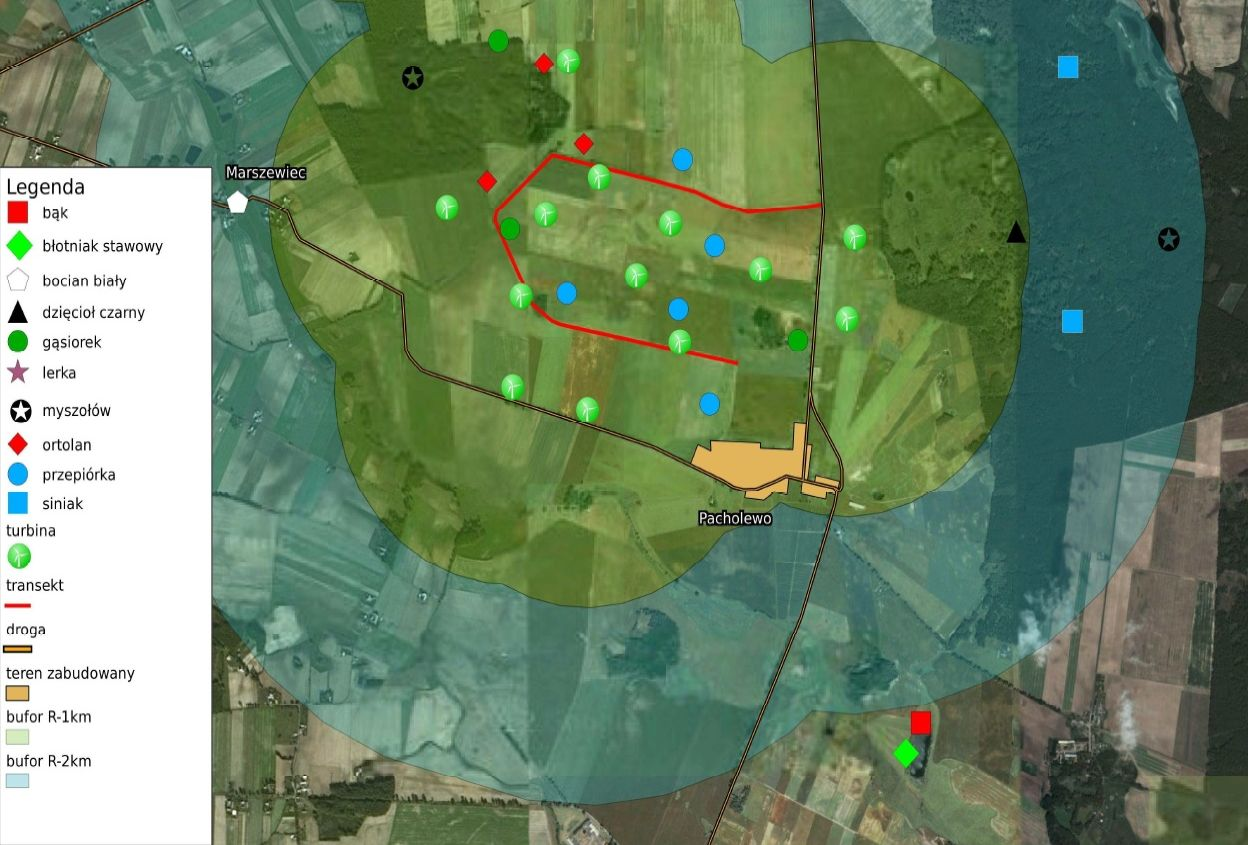 Marszewiec
Legenda
bąk
błotniak stawowy
bocian biały
dzięcioł czarny
gąsiorek
lerka
myszołów
ortolan
przepiórka
siniak
turbina
transekt
droga
teren zabudowany
bufor R-1km
bufor R-2km
Pacholewo